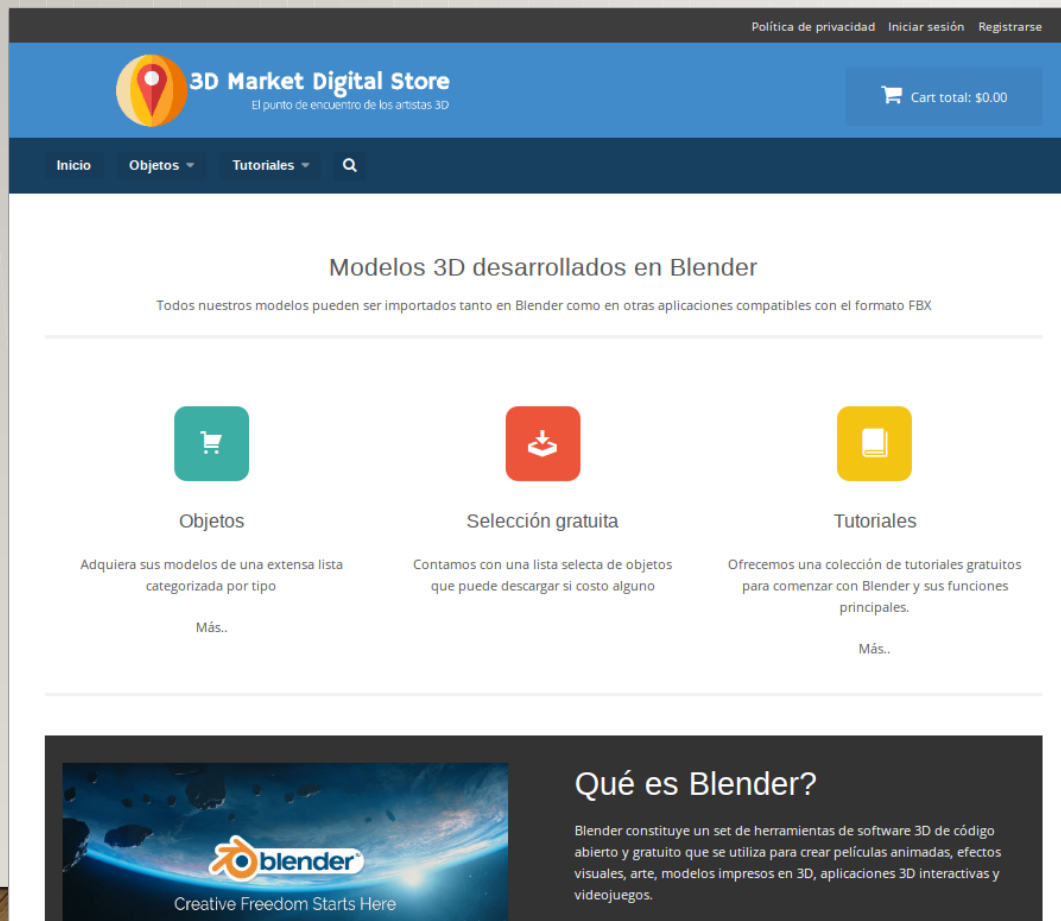 Política de privacidad Iniciar sesión Registrarse
3D Market Digital Store
El punto de encuentro de los artistas 3D
Cart total: $0.00
Inicio Objetos Tutoriales
Modelos 3D desarrollados en Blender
Todos nuestros modelos pueden ser importados tanto en Blender como en otras aplicaciones compatibles con el formato FBX
Objetos
Adquiera sus modelos de una extensa lista
categorizada por tipo
Más..
Selección gratuita
Contamos con una lista selecta de objetos
que puede descargar si costo alguno
Tutoriales
Ofrecemos una colección de tutoriales gratuitos
para comenzar con Blender y sus funciones
principales.
Más..
blender
Creative Freedom Starts Here
Qué es Blender?
Blender constituye un set de herramientas de software 3D de código
abierto y gratuito que se utiliza para crear películas animadas, efectos
visuales, arte, modelos impresos en 3D, aplicaciones 3D interactivas y
videojuegos.